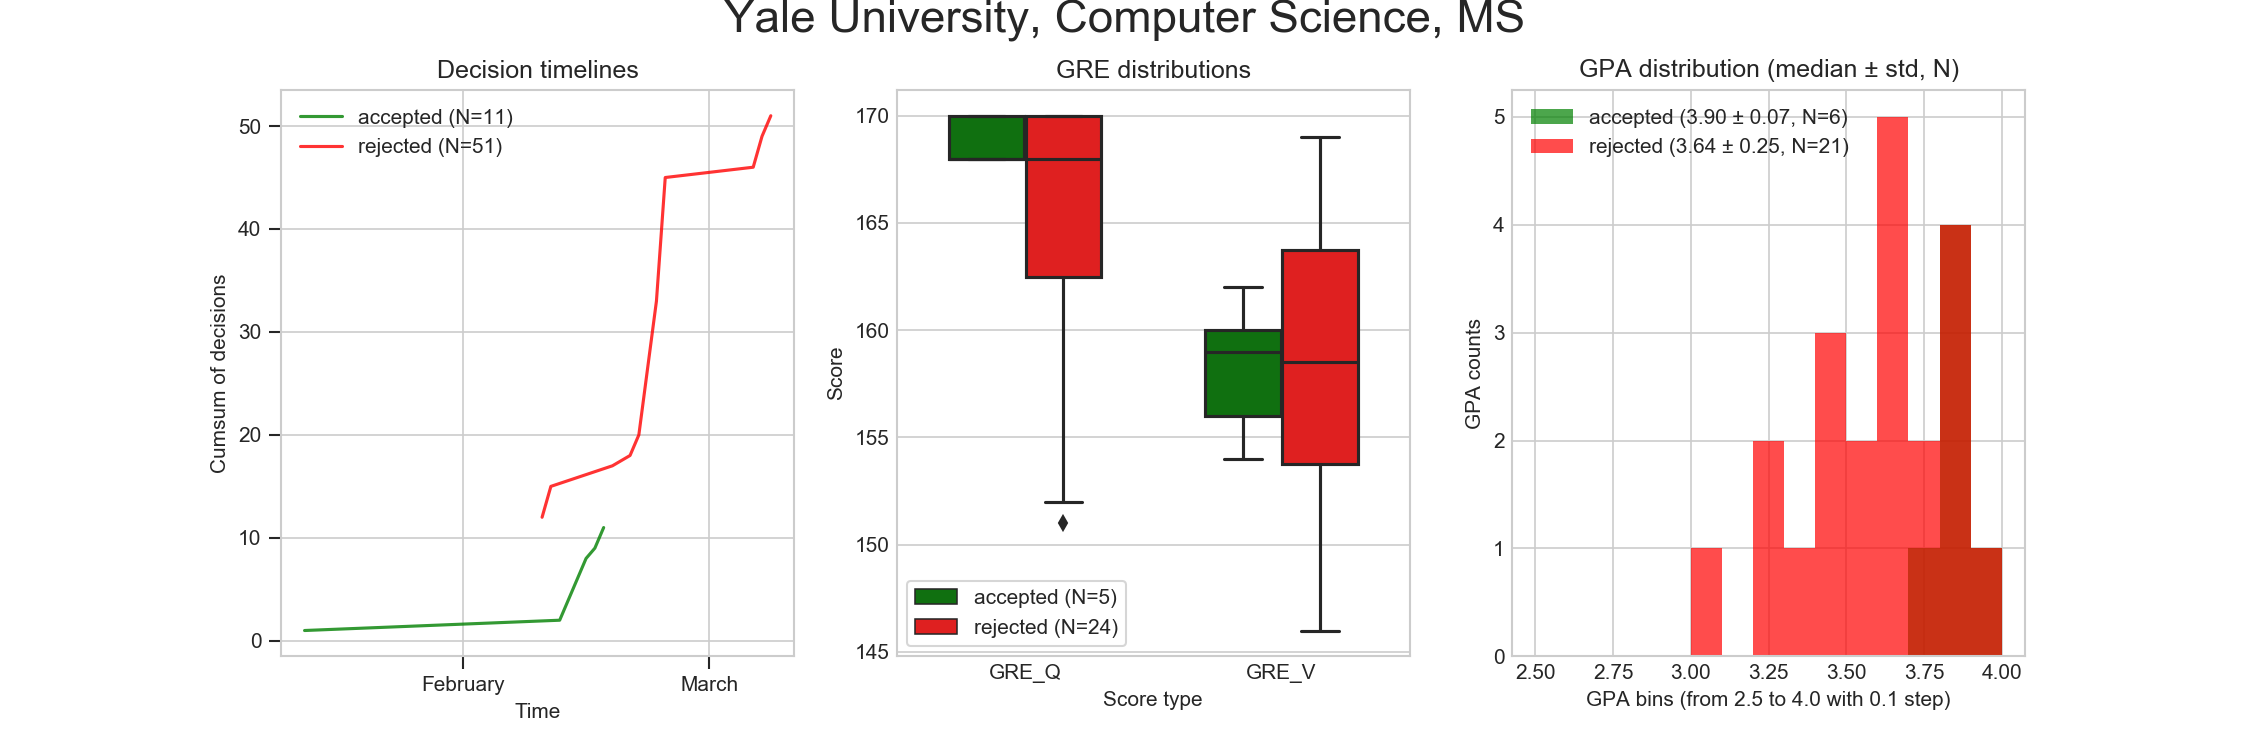 Yale University, Computer Science, MS
Decision timelines
accepted (N=11)
rejected (N=51)
50
40
30
20
10
0
Cumsum of decisions
February
March
Time
GRE distributions
170
165
160
155
150
145
Score
accepted (N=5)
rejected (N=24)
GRE_Q
GRE_V
Score type
GPA distribution (median ± std, N)
accepted (3.90 ± 0.07, N=6)
rejected (3.64 ± 0.25, N=21)
5
4
3
2
1
0
GPA counts
2.50
2.75
3.00
3.25
3.50
3.75
4.00
GPA bins (from 2.5 to 4.0 with 0.1 step)